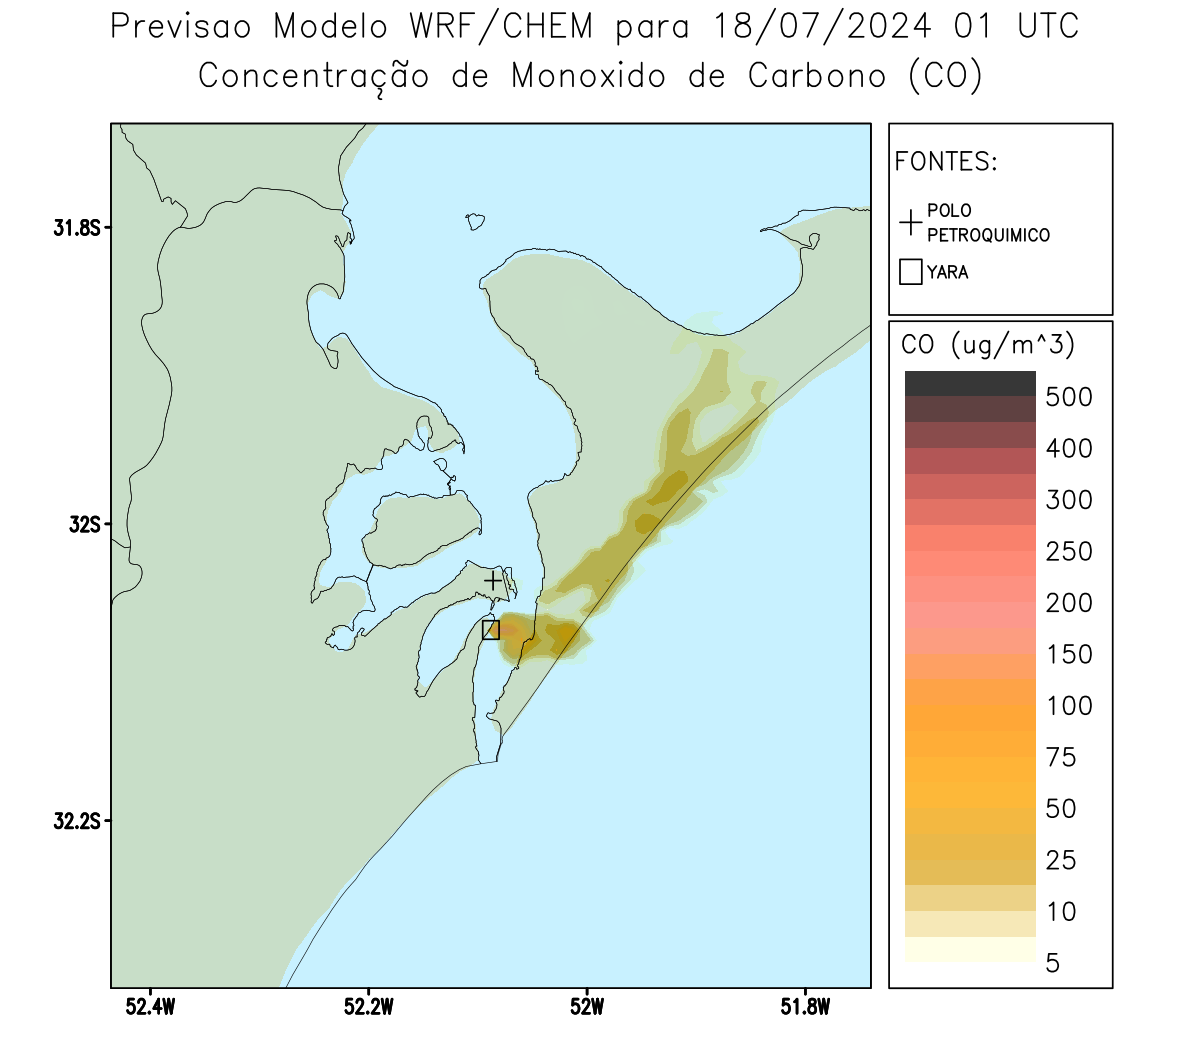 Previsao Modelo WRF/CHEM para 18/07/2024 01 UTC
Concentração de Monoxido de Carbono (CO)
FONTES:
POLO
PETROQUIMICO
YARA
CO (ug/m^3)
500
400
300
250
200
150
100
75
50
25
10
5
31.8S
32S
32.2S
52.4W
52.2W
52W
51.8W